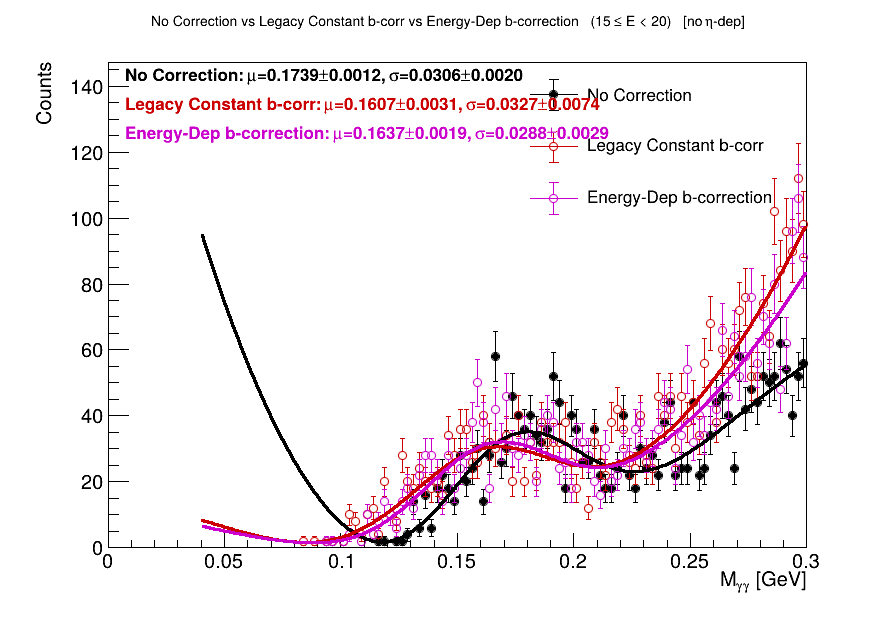 No Correction vs Legacy Constant b-corr vs Energy-Dep b-correction (15 ≤ E < 20) [no η-dep]
Counts
No Correction: μ=0.1739±0.0012, σ=0.0306±0.0020
Legacy Constant b-corr: μ=0.1607±0.0031, σ=0.0327±0.0074
Energy-Dep b-correction: μ=0.1637±0.0019, σ=0.0288±0.0029
No Correction
Legacy Constant b-corr
Energy-Dep b-correction
140
120
100
80
60
40
20
0
0 0.05 0.1 0.15 0.2 0.25 0.3
Mγγ [GeV]